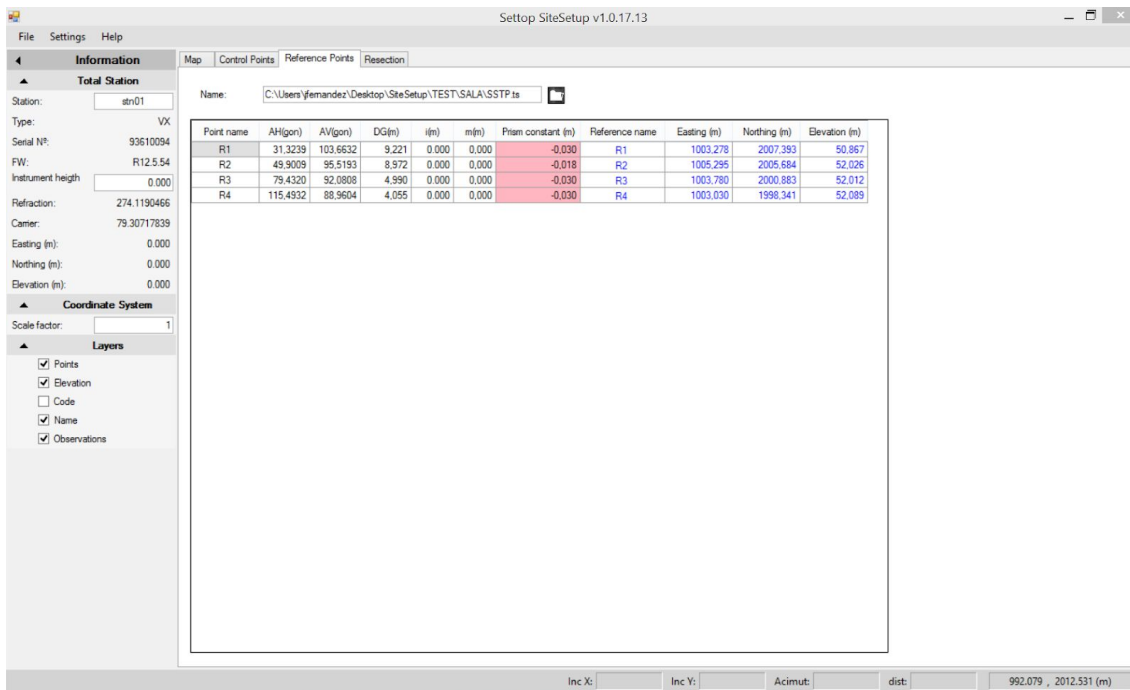 Settop SiteSetup v1.0.17.13
File Settings Help
Information
Total Station
Station: stn01
Type: VX
Serial Nº: 93610094
FW: R12.5.54
Instrument heigth 0.000
Refraction: 274.1190466
Carrier: 79.30717839
Easting (m): 0.000
Northing (m): 0.000
Elevation (m): 0.000
Coordinate System
Scale factor: 1
Layers
Points
Elevation
Code
Name
Observations
Map Control Points Reference Points Resection
Name: C:\Users\jfernandez\Desktop\SiteSetup\TEST\SALA\SSTP.ts
Point name AH(gon) AV(gon) DG(m) i(m) m(m) Prism constant (m) Reference name Easting (m) Northing (m) Elevation (m)
R1 31,3239 103,6632 9,221 0.000 0,000 -0,030 R1 1003,278 2007,393 50,867
R2 49,9009 95,5193 8,972 0.000 0,000 -0,018 R2 1005,295 2005,684 52,026
R3 79,4320 92,0808 4,990 0.000 0,000 -0,030 R3 1003,780 2000,883 52,012
R4 115,4932 88,9604 4,055 0.000 0,000 -0,030 R4 1003,030 1998,341 52,089
Inc X: Inc Y: Acimut: dist: 992.079 , 2012.531 (m)